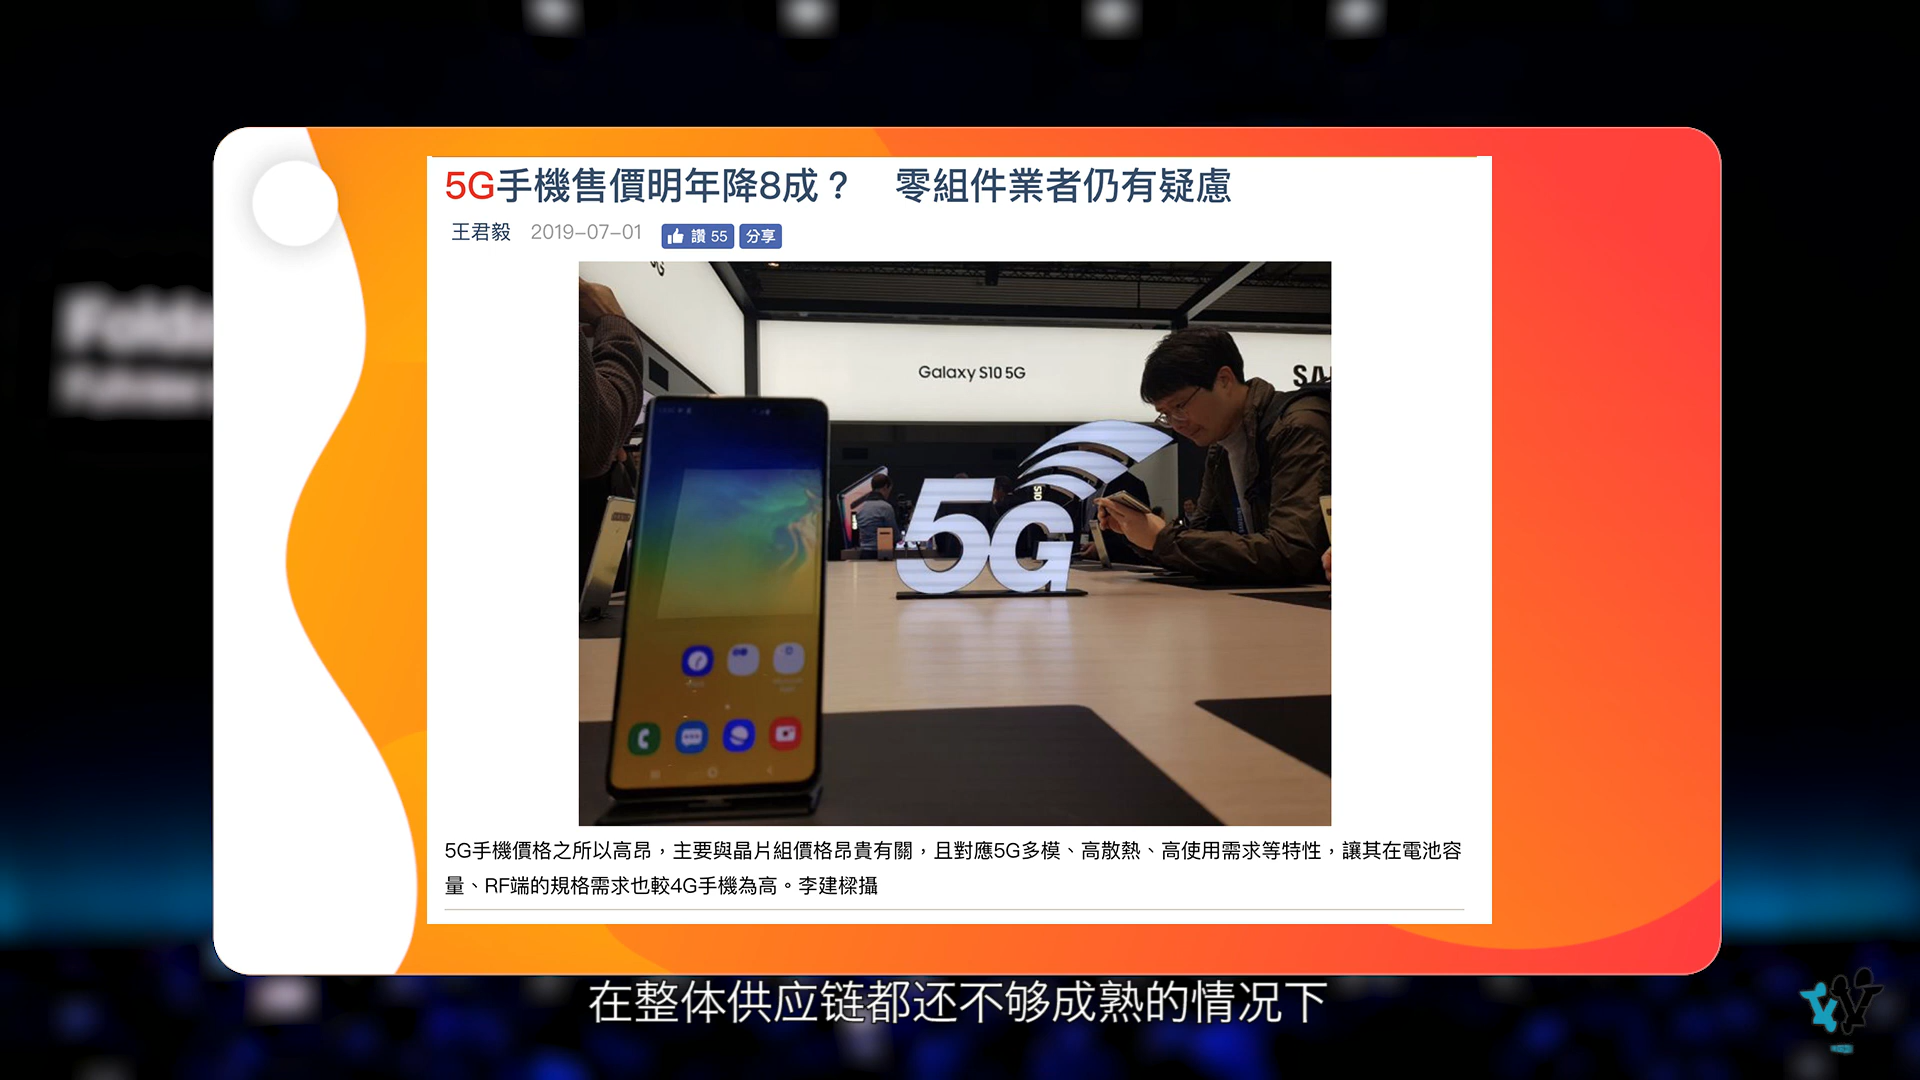 5G手機售價明年降8成？　零組件業者仍有疑慮
王君毅 2019-07-01 讚 55 分享
Galaxy S10 5G
5G
5G手機價格之所以高昂，主要與晶片組價格昂貴有關，且對應5G多模、高散熱、高使用需求等特性，讓其在電池容
量、RF端的規格需求也較4G手機為高。李建樑攝
在整体供应链都还不够成熟的情况下